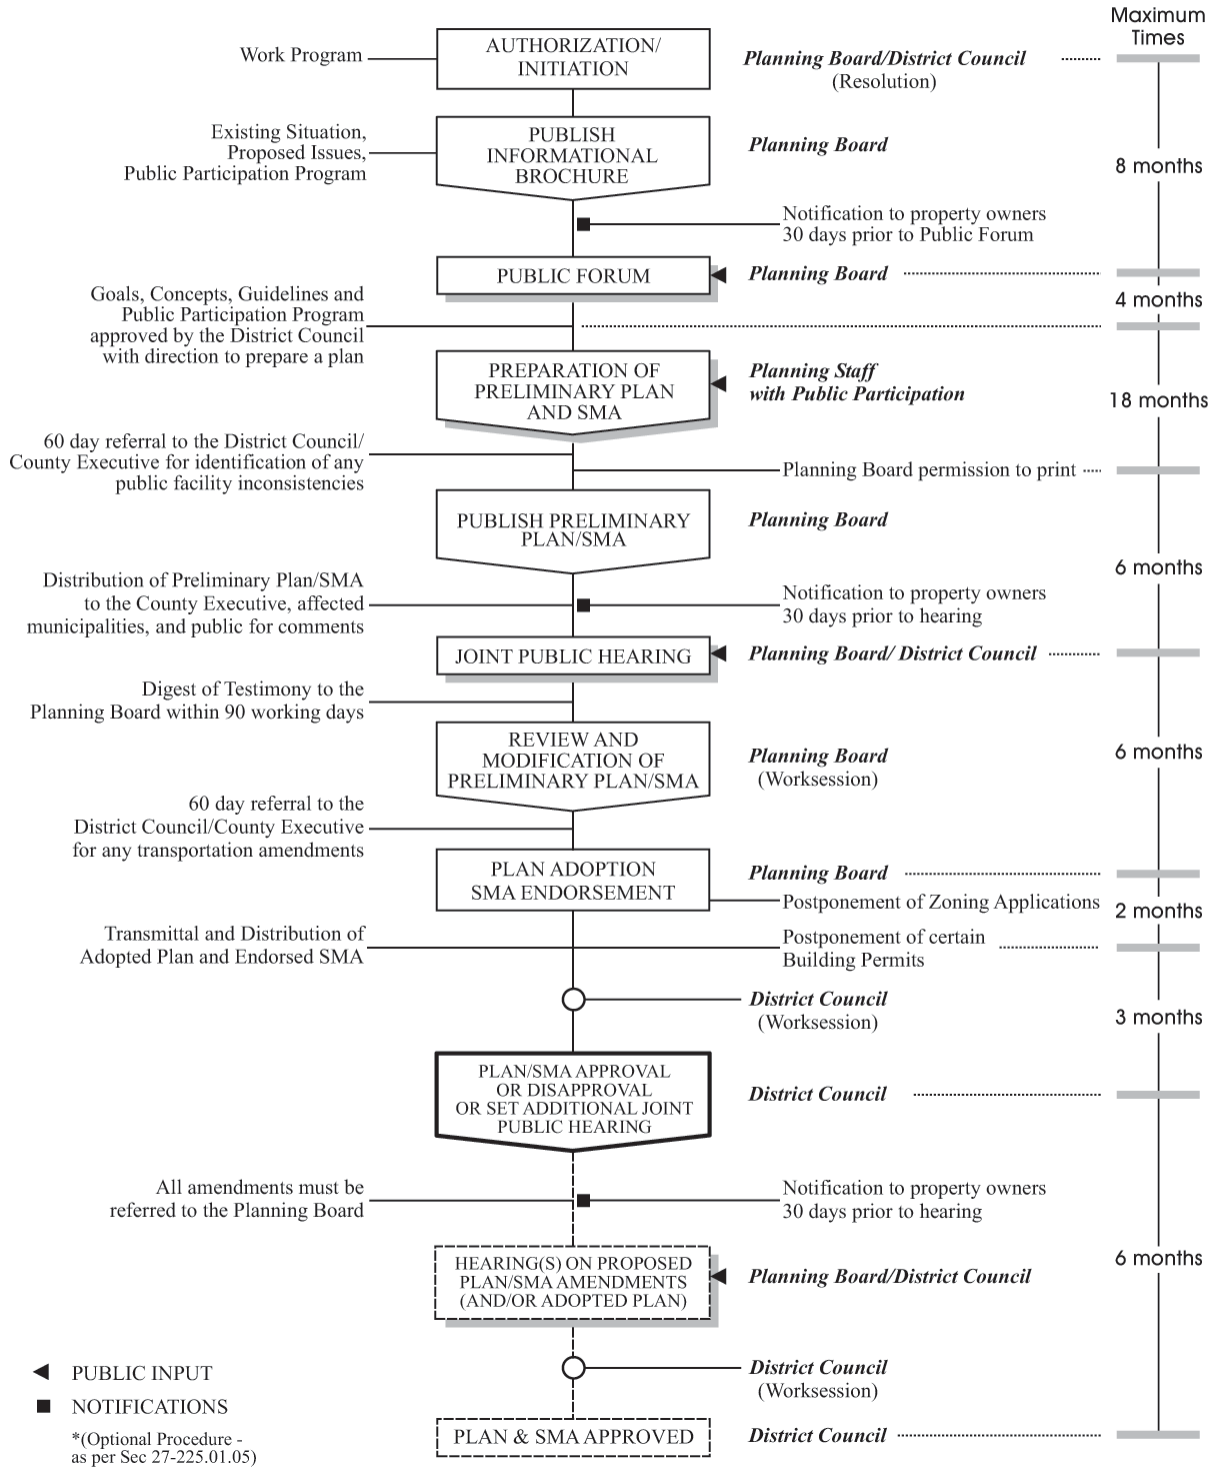 Maximum
Times
Work Program
AUTHORIZATION/
INITIATION
Planning Board/District Council
(Resolution)
Existing Situation,
Proposed Issues,
Public Participation Program
PUBLISH
INFORMATIONAL
BROCHURE
Planning Board
8 months
Notification to property owners
30 days prior to Public Forum
PUBLIC FORUM
Planning Board
Goals, Concepts, Guidelines and
Public Participation Program
approved by the District Council
with direction to prepare a plan
4 months
PREPARATION OF
PRELIMINARY PLAN
AND SMA
Planning Staff
with Public Participation
18 months
60 day referral to the District Council/
County Executive for identification of any
public facility inconsistencies
Planning Board permission to print
PUBLISH PRELIMINARY
PLAN/SMA
Planning Board
6 months
Distribution of Preliminary Plan/SMA
to the County Executive, affected
municipalities, and public for comments
Notification to property owners
30 days prior to hearing
JOINT PUBLIC HEARING
Planning Board/ District Council
Digest of Testimony to the
Planning Board within 90 working days
REVIEW AND
MODIFICATION OF
PRELIMINARY PLAN/SMA
Planning Board
(Worksession)
6 months
60 day referral to the
District Council/County Executive
for any transportation amendments
PLAN ADOPTION
SMA ENDORSEMENT
Planning Board
Postponement of Zoning Applications
2 months
Transmittal and Distribution of
Adopted Plan and Endorsed SMA
Postponement of certain
Building Permits
District Council
(Worksession)
3 months
PLAN/SMA APPROVAL
OR DISAPPROVAL
OR SET ADDITIONAL JOINT
PUBLIC HEARING
District Council
All amendments must be
referred to the Planning Board
Notification to property owners
30 days prior to hearing
HEARING(S) ON PROPOSED
PLAN/SMA AMENDMENTS
(AND/OR ADOPTED PLAN)
Planning Board/District Council
6 months
District Council
(Worksession)
PLAN & SMA APPROVED
District Council
PUBLIC INPUT
NOTIFICATIONS
*(Optional Procedure -
as per Sec 27-225.01.05)